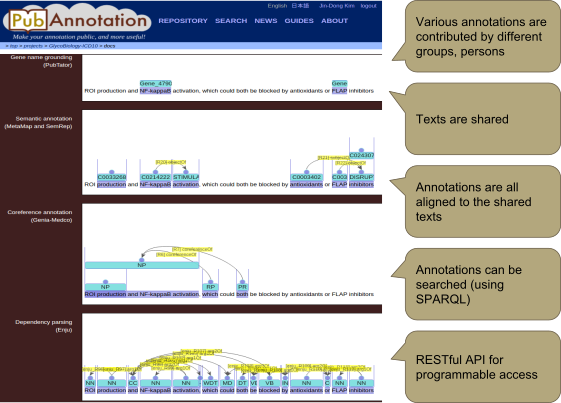 English 日本語 Jin-Dong Kim logout
PubAnnotation
REPOSITORY SEARCH NEWS GUIDES ABOUT
Make your annotation public, and more useful!
» top » projects » GlycoBiology-ICD10 » docs
Gene name grounding
(PubTator)
Gene_4790 Gene
ROI production and NF-kappaB activation, which could both be blocked by antioxidants or FLAP inhibitors
Semantic annotation
(MetaMap and SemRep)
C024307
C0033268 C0214222 STIMULA C0003402 C003 DISRUP
ROI production and NF-kappaB activation, which could both be blocked by antioxidants or FLAP inhibitors
Coreference annotation
(Genia-Medco)
[R7] coreferenceOf
[R6] coreferenceOf
NP
NP RP PR
ROI production and NF-kappaB activation, which could both be blocked by antioxidants or FLAP inhibitors
Dependency parsing
(Enju)
NN NN CC NN NN WDT MD DT VB IN NN C NN NN
ROI production and NF-kappaB activation, which could both be blocked by antioxidants or FLAP inhibitors
Various annotations are
contributed by different
groups, persons
Texts are shared
Annotations are all
aligned to the shared
texts
Annotations can be
searched (using
SPARQL)
RESTful API for
programmable access